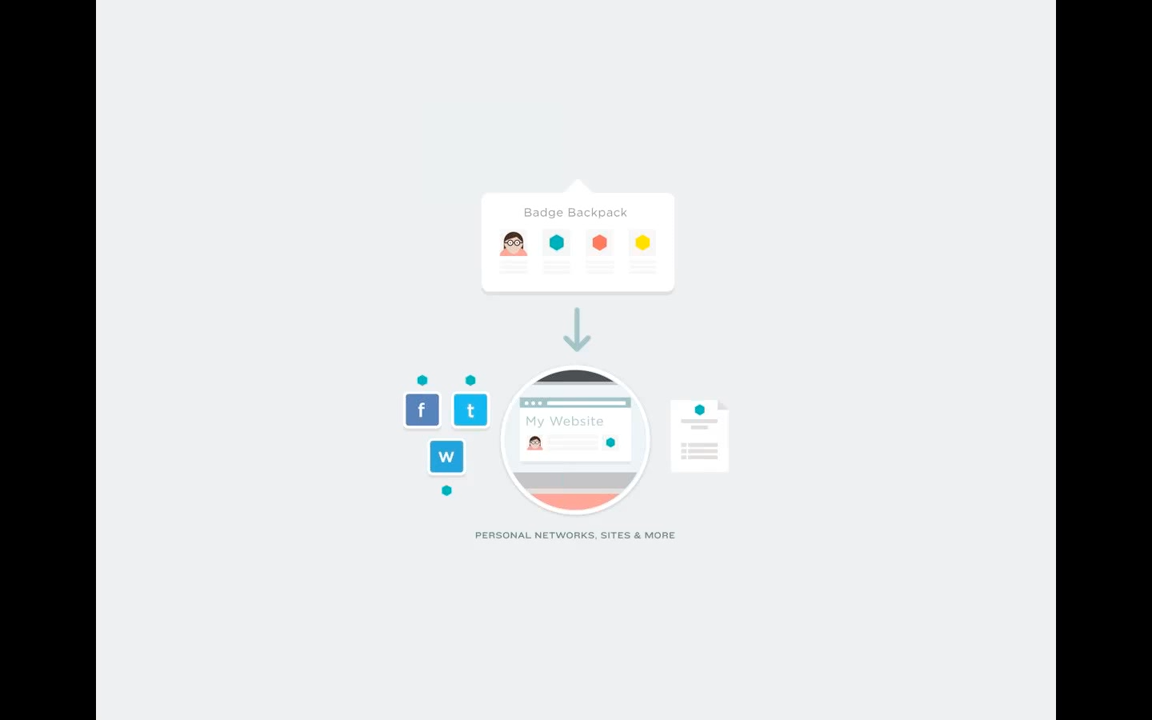 Badge Backpack
f
t
w
My Website
PERSONAL NETWORKS, SITES & MORE